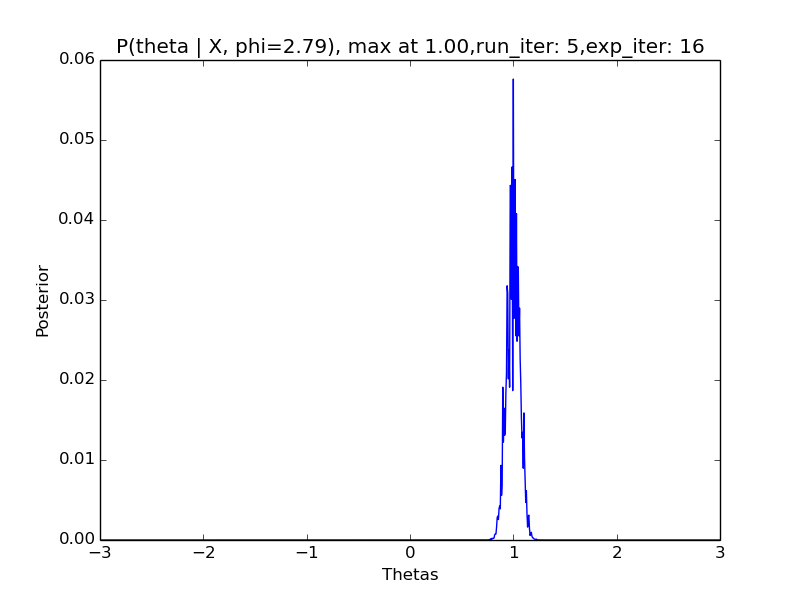 P(theta | X, phi=2.79), max at 1.00,run_iter: 5,exp_iter: 16
0.06
0.05
0.04
0.03
0.02
0.01
0.00
Posterior
−3 −2 −1 0 1 2 3
Thetas